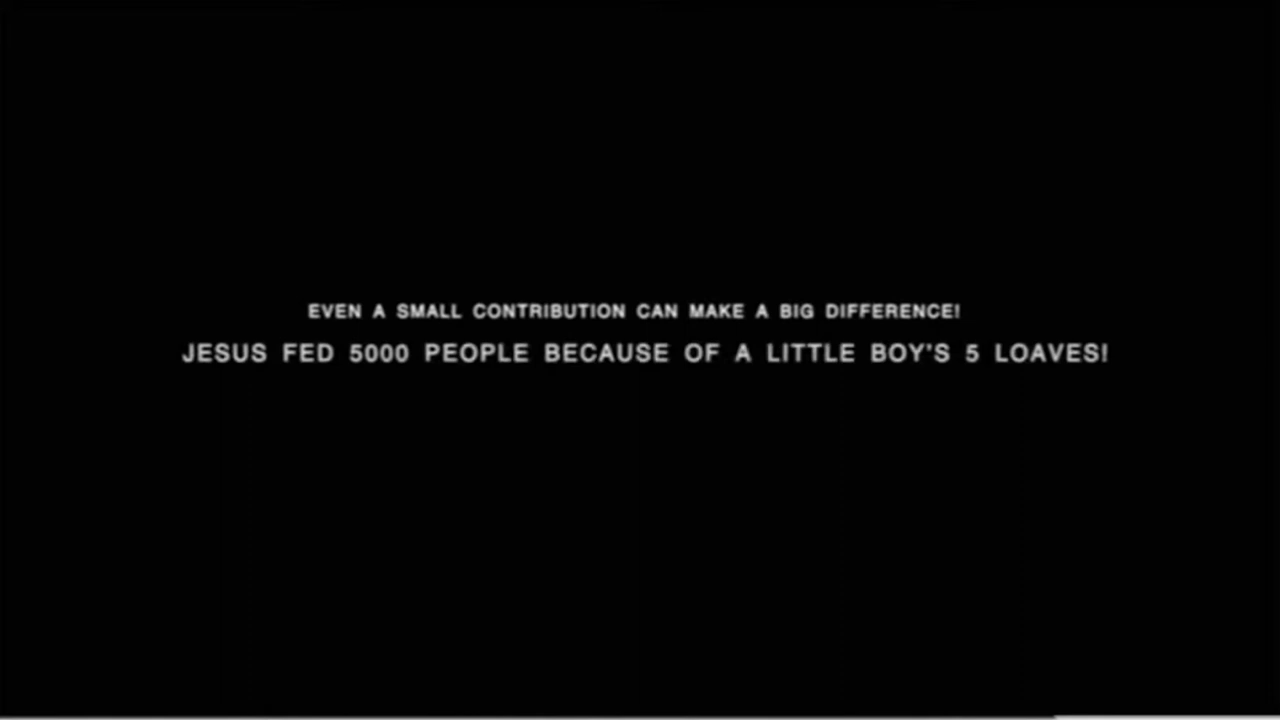 EVEN A SMALL CONTRIBUTION CAN MAKE A BIG DIFFERENCE!
JESUS FED 5000 PEOPLE BECAUSE OF A LITTLE BOY'S 5 LOAVES!